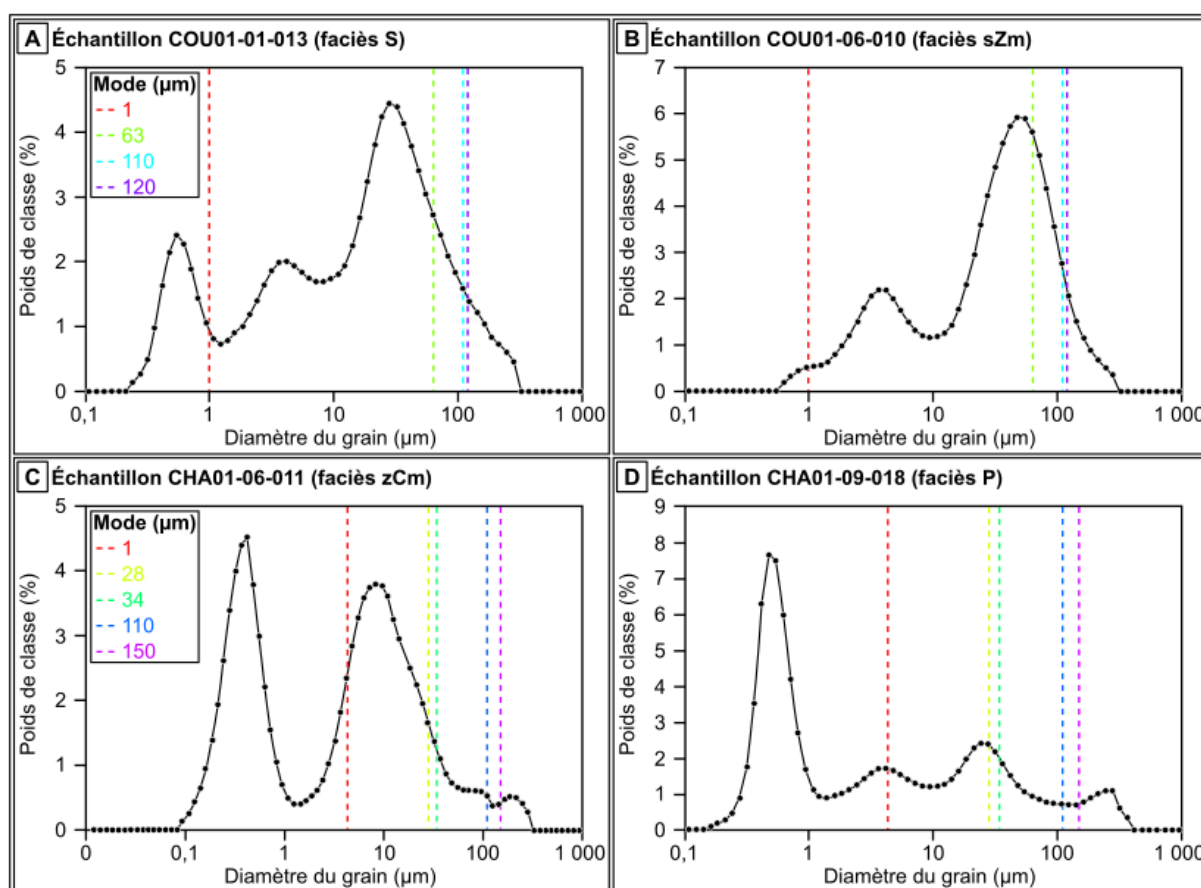 A Échantillon COU01-01-013 (faciès S)
5
4
3
2
1
0
Poids de classe (%)
Mode (µm)
1
63
110
120
0,1 1 10 100 1 000
Diamètre du grain (µm)
B Échantillon COU01-06-010 (faciès sZm)
7
6
5
4
3
2
1
0
Poids de classe (%)
0,1 1 10 100 1 000
Diamètre du grain (µm)
C Échantillon CHA01-06-011 (faciès zCm)
5
4
3
2
1
0
Poids de classe (%)
Mode (µm)
1
28
34
110
150
0 0,1 1 10 100 1 000
Diamètre du grain (µm)
D Échantillon CHA01-09-018 (faciès P)
9
8
7
6
5
4
3
2
1
0
Poids de classe (%)
0,1 1 10 100 1 000
Diamètre du grain (µm)